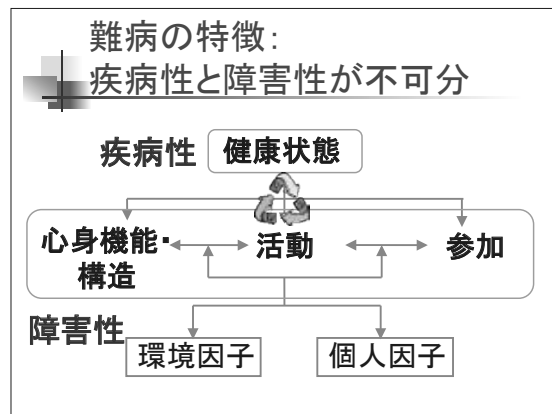 難病の特徴:
疾病性と障害性が不可分
疾病性
健康状態
心身機能・
構造
活動
参加
障害性
環境因子
個人因子